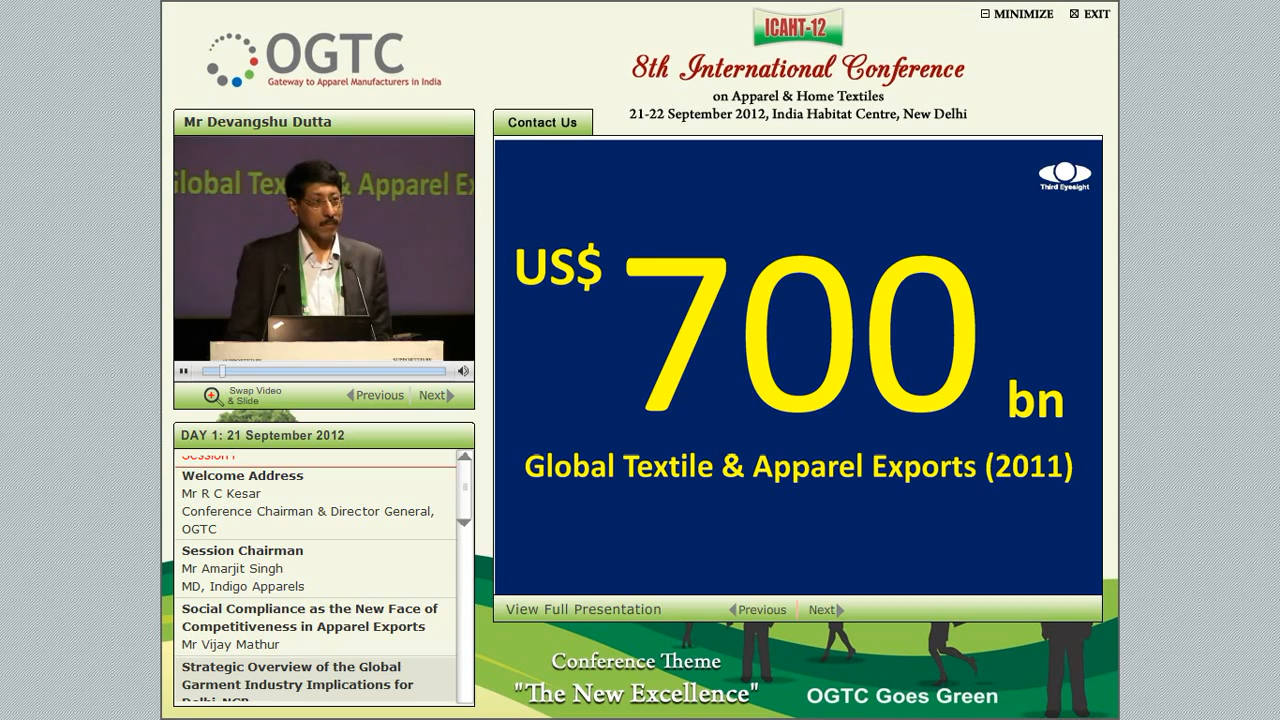 ICAHT-12
MINIMIZE
EXIT
OGTC
Gateway to Apparel Manufacturers in India
8th International Conference
on Apparel & Home Textiles
21-22 September 2012, India Habitat Centre, New Delhi
Mr Devangshu Dutta
Global Tex & Apparel Ex
Swap Video
& Slide
Previous
Next
DAY 1: 21 September 2012
Welcome Address
Mr R C Kesar
Conference Chairman & Director General,
OGTC
Session Chairman
Mr Amarjit Singh
MD, Indigo Apparels
Social Compliance as the New Face of
Competitiveness in Apparel Exports
Mr Vijay Mathur
Strategic Overview of the Global
Garment Industry Implications for
Contact Us
Third Eyesight
US$ 700 bn
Global Textile & Apparel Exports (2011)
View Full Presentation
Previous
Next
Conference Theme
"The New Excellence"
OGTC Goes Green